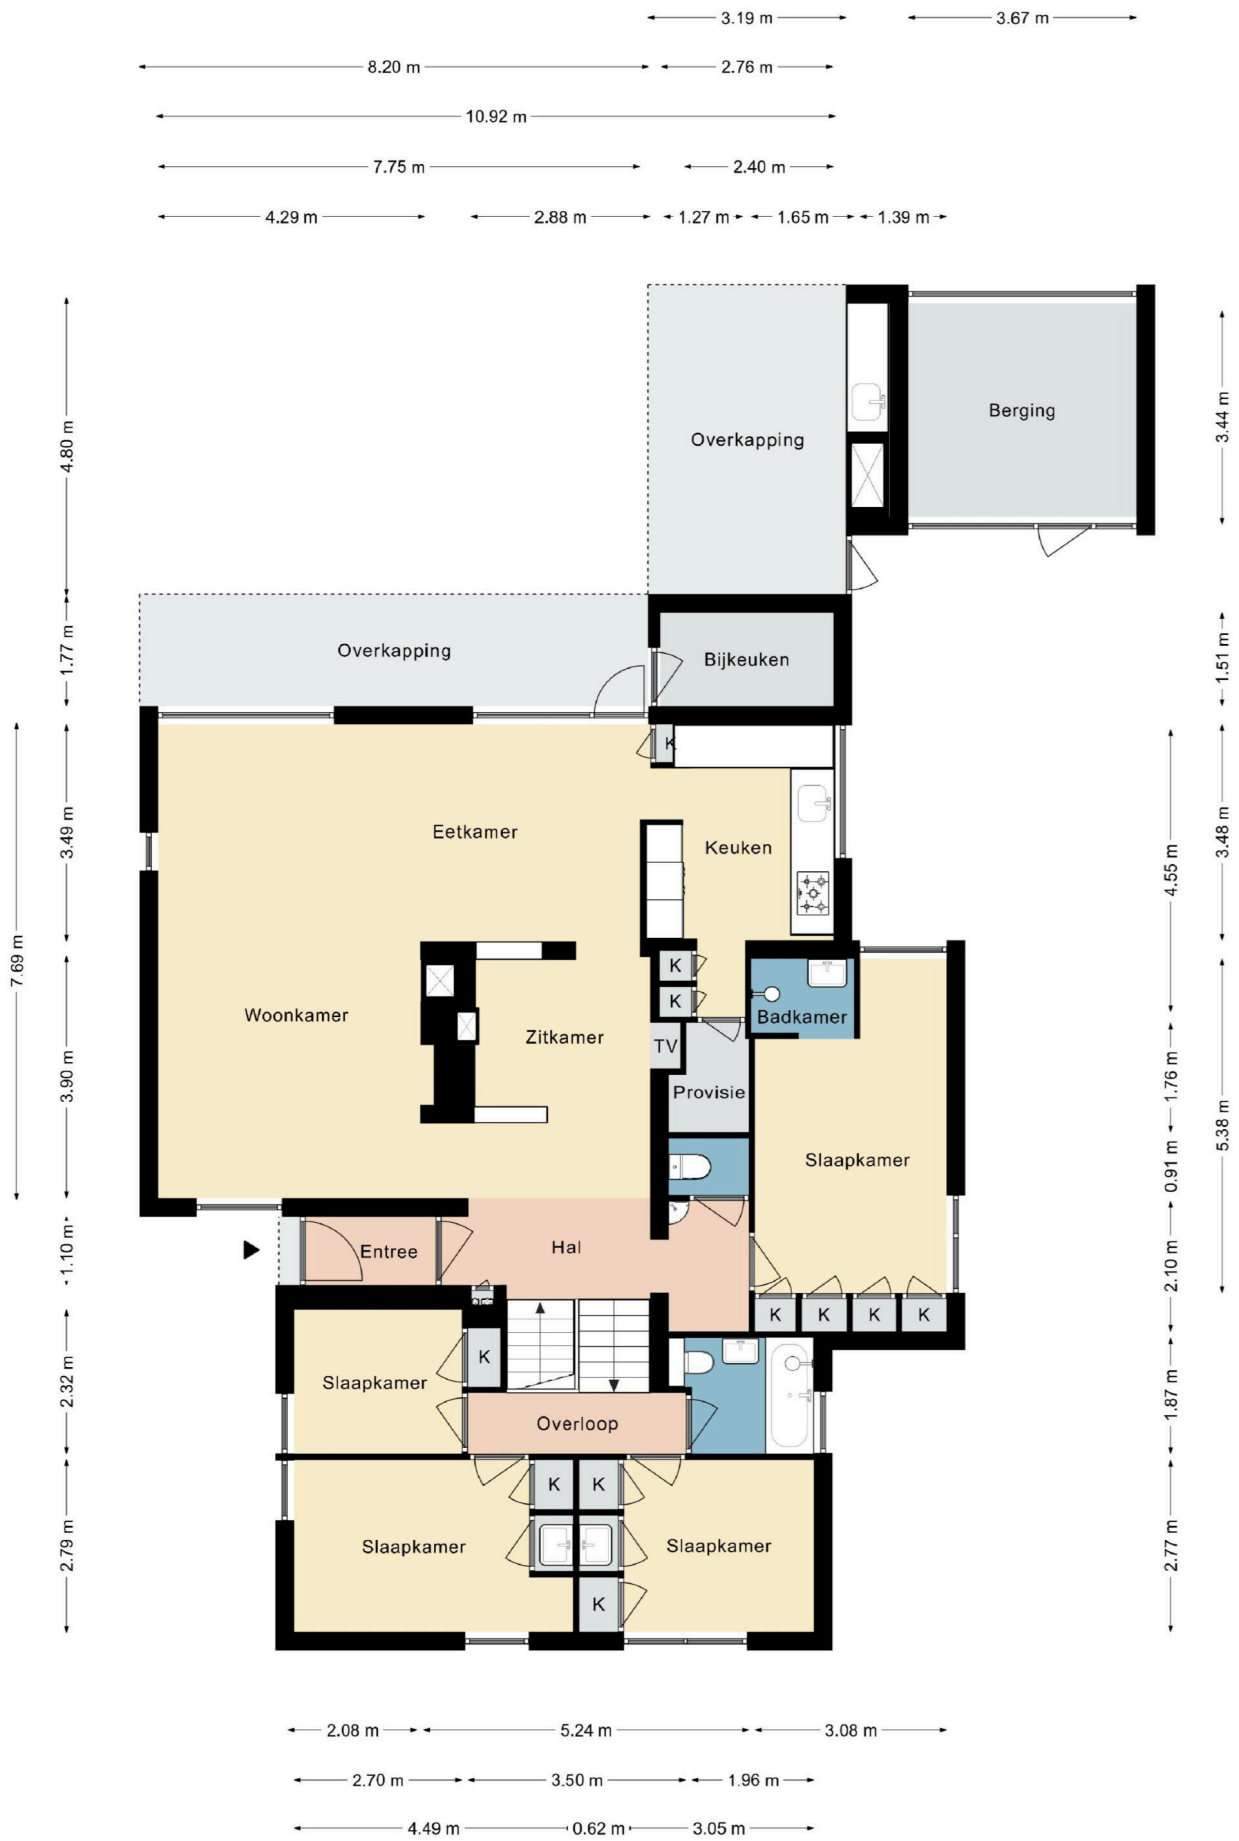 3.19 m 3.67 m
8.20 m 2.76 m
10.92 m
7.75 m 2.40 m
4.29 m 2.88 m 1.27 m 1.65 m 1.39 m
4.80 m
Overkapping
Berging
3.44 m
1.77 m
Overkapping
Bijkeuken
1.51 m
7.69 m
3.49 m
K
Eetkamer
Keuken
4.55 m
3.48 m
3.90 m
Woonkamer
Zitkamer
K
K
TV
Badkamer
Provisie
Slaapkamer
1.76 m
0.91 m
5.38 m
1.10 m
Entree
Hal
2.10 m
K K K K
2.32 m
Slaapkamer
K
Overloop
1.87 m
2.79 m
Slaapkamer
K K
Slaapkamer
K
2.77 m
2.08 m 5.24 m 3.08 m
2.70 m 3.50 m 1.96 m
4.49 m 0.62 m 3.05 m